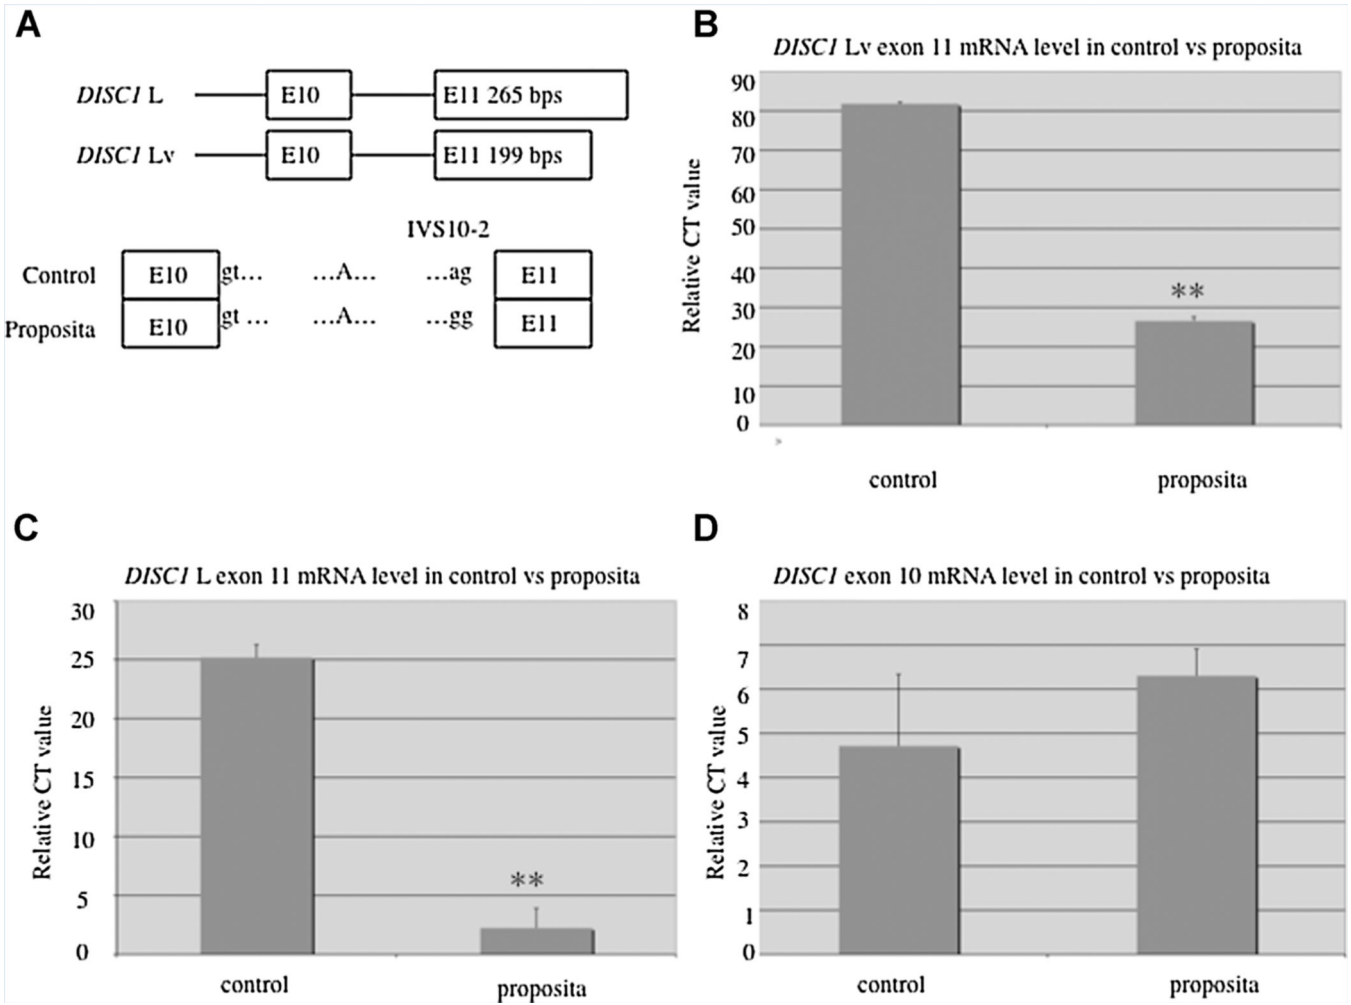 A
DISC1 L E10 E11 265 bps
DISC1 Lv E10 E11 199 bps
IVS10-2
Control E10 gt... ...A... ...ag E11
Proposita E10 gt ... ...A... ...gg E11
B
DISC1 Lv exon 11 mRNA level in control vs proposita
Relative CT value
90
80
70
60
50
40
30
20
10
0
**
>
control proposita
C
DISC1 L exon 11 mRNA level in control vs proposita
Relative CT value
30
25
20
15
10
5
0
**
control proposita
D
DISC1 exon 10 mRNA level in control vs proposita
Relative CT value
8
7
6
5
4
3
2
1
0
control proposita